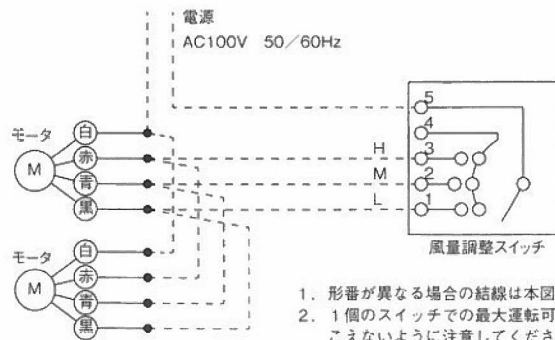 電源
AC100V 50／60Hz
モータ
M
白
赤
青
黒
H
M
L
5
4
3
2
1
風量調整スイッチ
モータ
M
白
赤
青
黒
1. 形番が異なる場合の結線は本図
2. 1個のスイッチでの最大運転可
こえないように注意してくださ